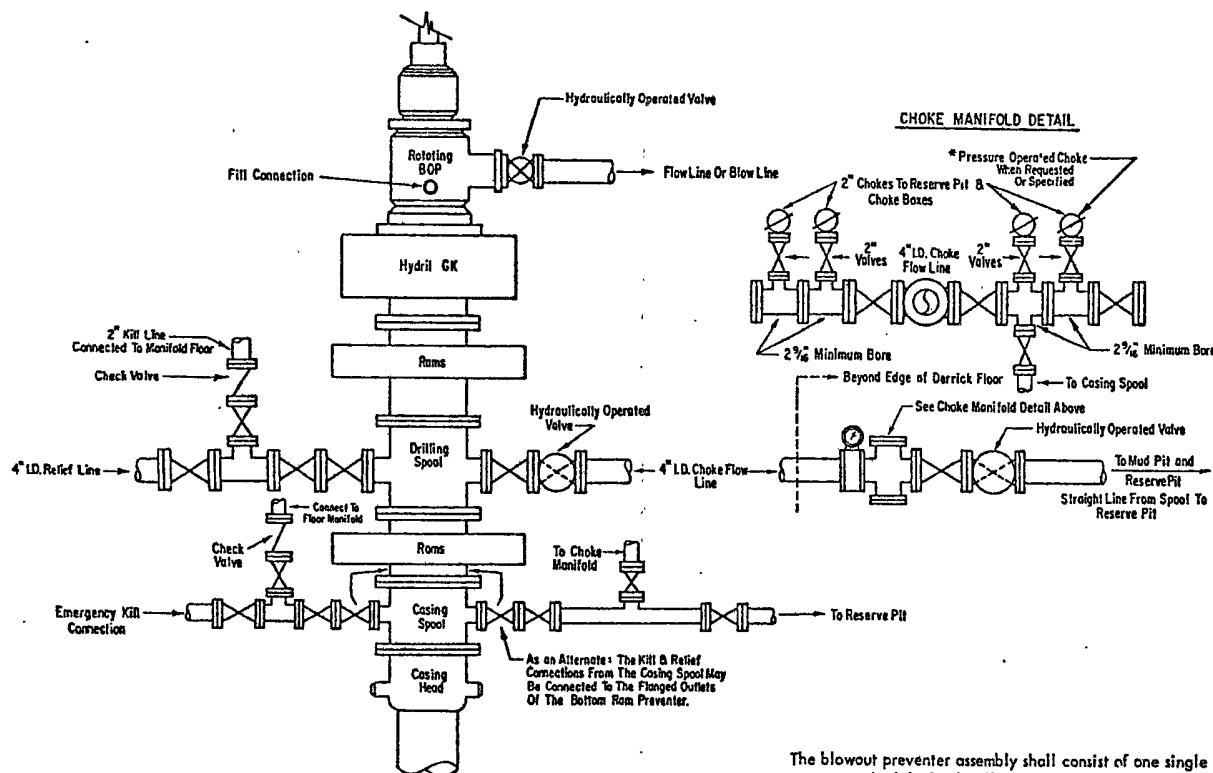 Hydraulically Operated Valve
Rotating
BOP
Fill Connection
Flow Line Or Blow Line
Hydril GK
2" Kill Line
Connected To Manifold Floor
Check Valve
Rams
Hydraulically Operated
Valve
4" I.D. Relief Line
Drilling
Spool
4" I.D. Choke Flow
Line
Connect To
Floor Manifold
Check
Valve
Rams
To Choke
Manifold
Emergency Kill
Connection
Casing
Spool
To Reserve Pit
As an Alternate: The Kill & Relief
Connections From The Casing Spool May
Be Connected To The Flanged Outlets
Of The Bottom Ram Preventer.
Casing
Head
CHOKE MANIFOLD DETAIL
* Pressure Operated Choke
When Requested
Or Specified
2" Chokes To Reserve Pit &
Choke Boxes
2"
Valves
4" I.D. Choke
Flow Line
2"
Valves
2 9/16" Minimum Bore
2 9/16" Minimum Bore
To Casing Spool
Beyond Edge of Derrick Floor
See Choke Manifold Detail Above
Hydraulically Operated Valve
To Mud Pit and
Reserve Pit
Straight Line From Spool To
Reserve Pit
The blowout preventer assembly shall consist of one single